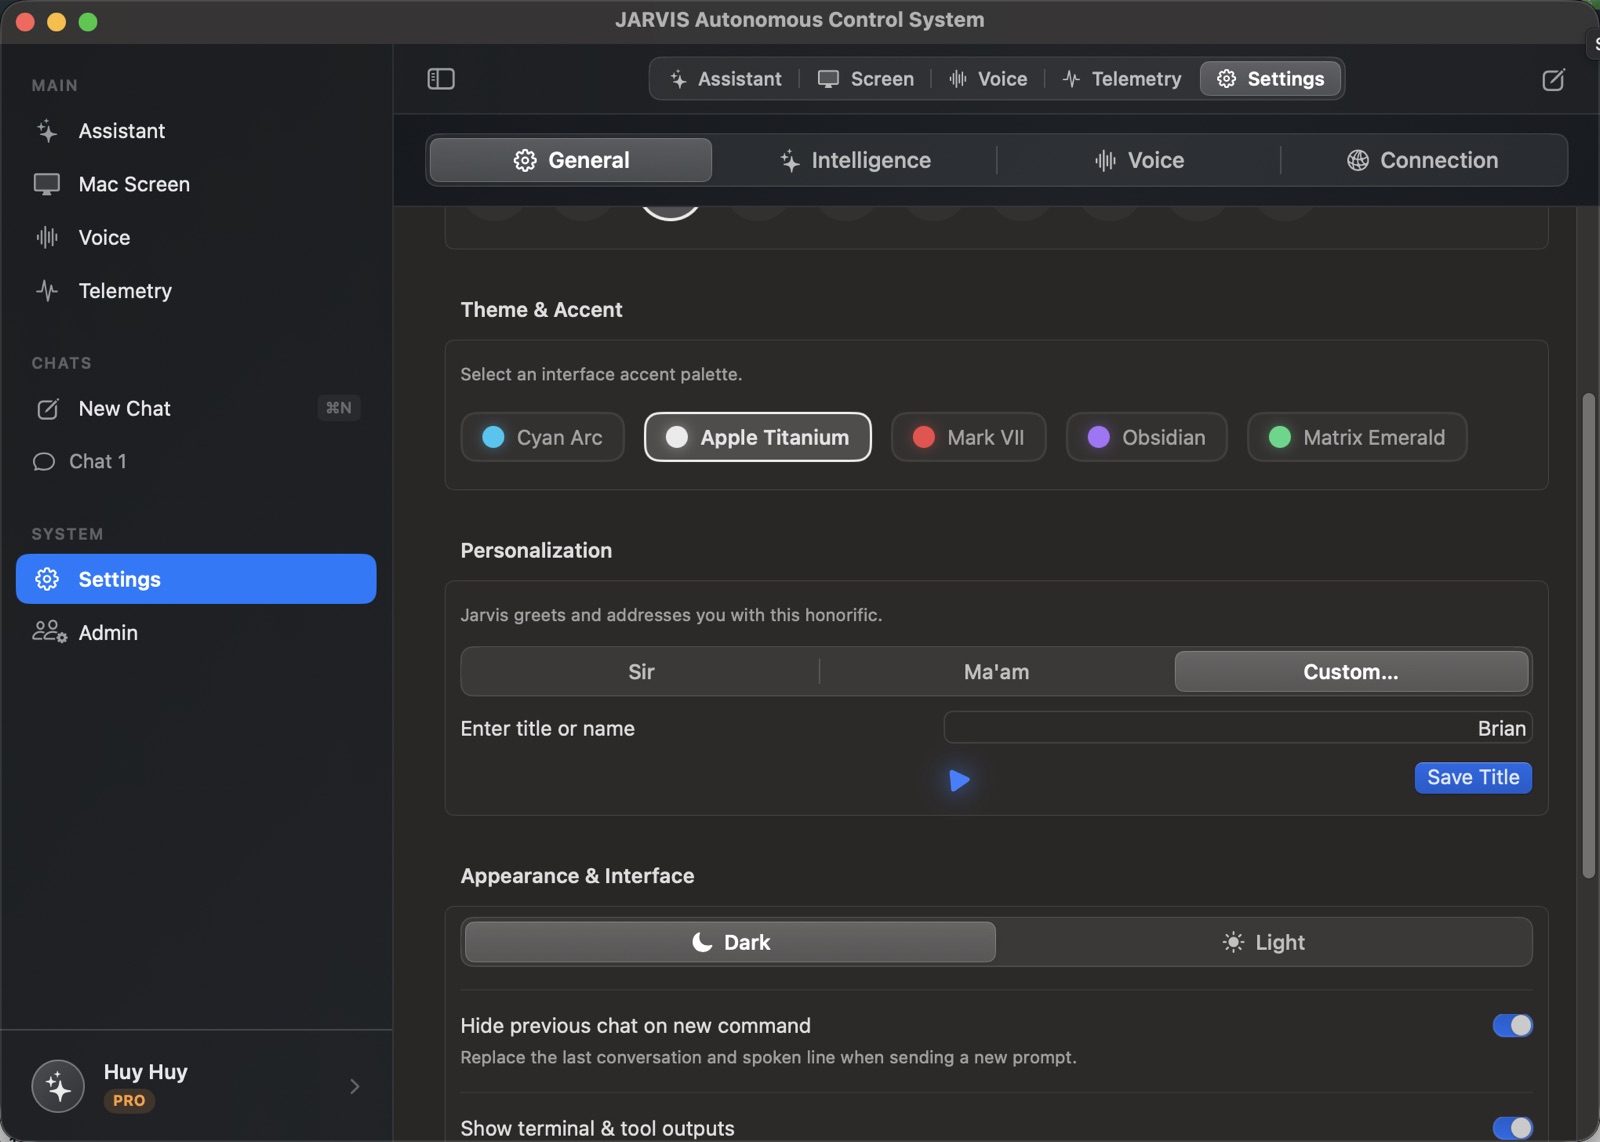 JARVIS Autonomous Control System
MAIN
Assistant
Mac Screen
Voice
Telemetry
CHATS
New Chat ⌘N
Chat 1
SYSTEM
Settings
Admin
Huy Huy
PRO
Assistant Screen Voice Telemetry Settings
General Intelligence Voice Connection
Theme & Accent
Select an interface accent palette.
Cyan Arc Apple Titanium Mark VII Obsidian Matrix Emerald
Personalization
Jarvis greets and addresses you with this honorific.
Sir Ma'am Custom...
Enter title or name Brian
Save Title
Appearance & Interface
Dark Light
Hide previous chat on new command
Replace the last conversation and spoken line when sending a new prompt.
Show terminal & tool outputs